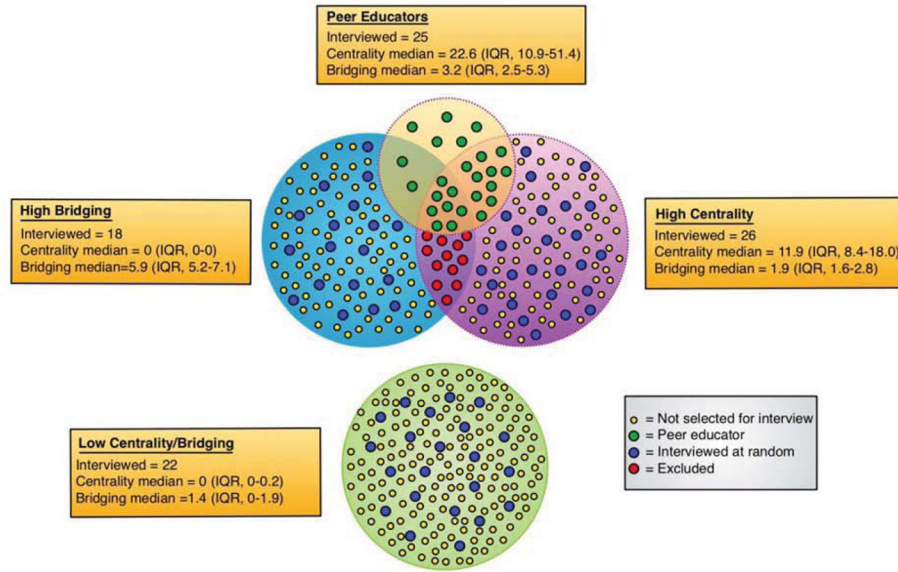 Peer Educators
Interviewed = 25
Centrality median = 22.6 (IQR, 10.9-51.4)
Bridging median = 3.2 (IQR, 2.5-5.3)
High Bridging
Interviewed = 18
Centrality median = 0 (IQR, 0-0)
Bridging median=5.9 (IQR, 5.2-7.1)
High Centrality
Interviewed = 26
Centrality median = 11.9 (IQR, 8.4-18.0)
Bridging median = 1.9 (IQR, 1.6-2.8)
Low Centrality/Bridging
Interviewed = 22
Centrality median = 0 (IQR, 0-0.2)
Bridging median =1.4 (IQR, 0-1.9)
= Not selected for interview
= Peer educator
= Interviewed at random
= Excluded